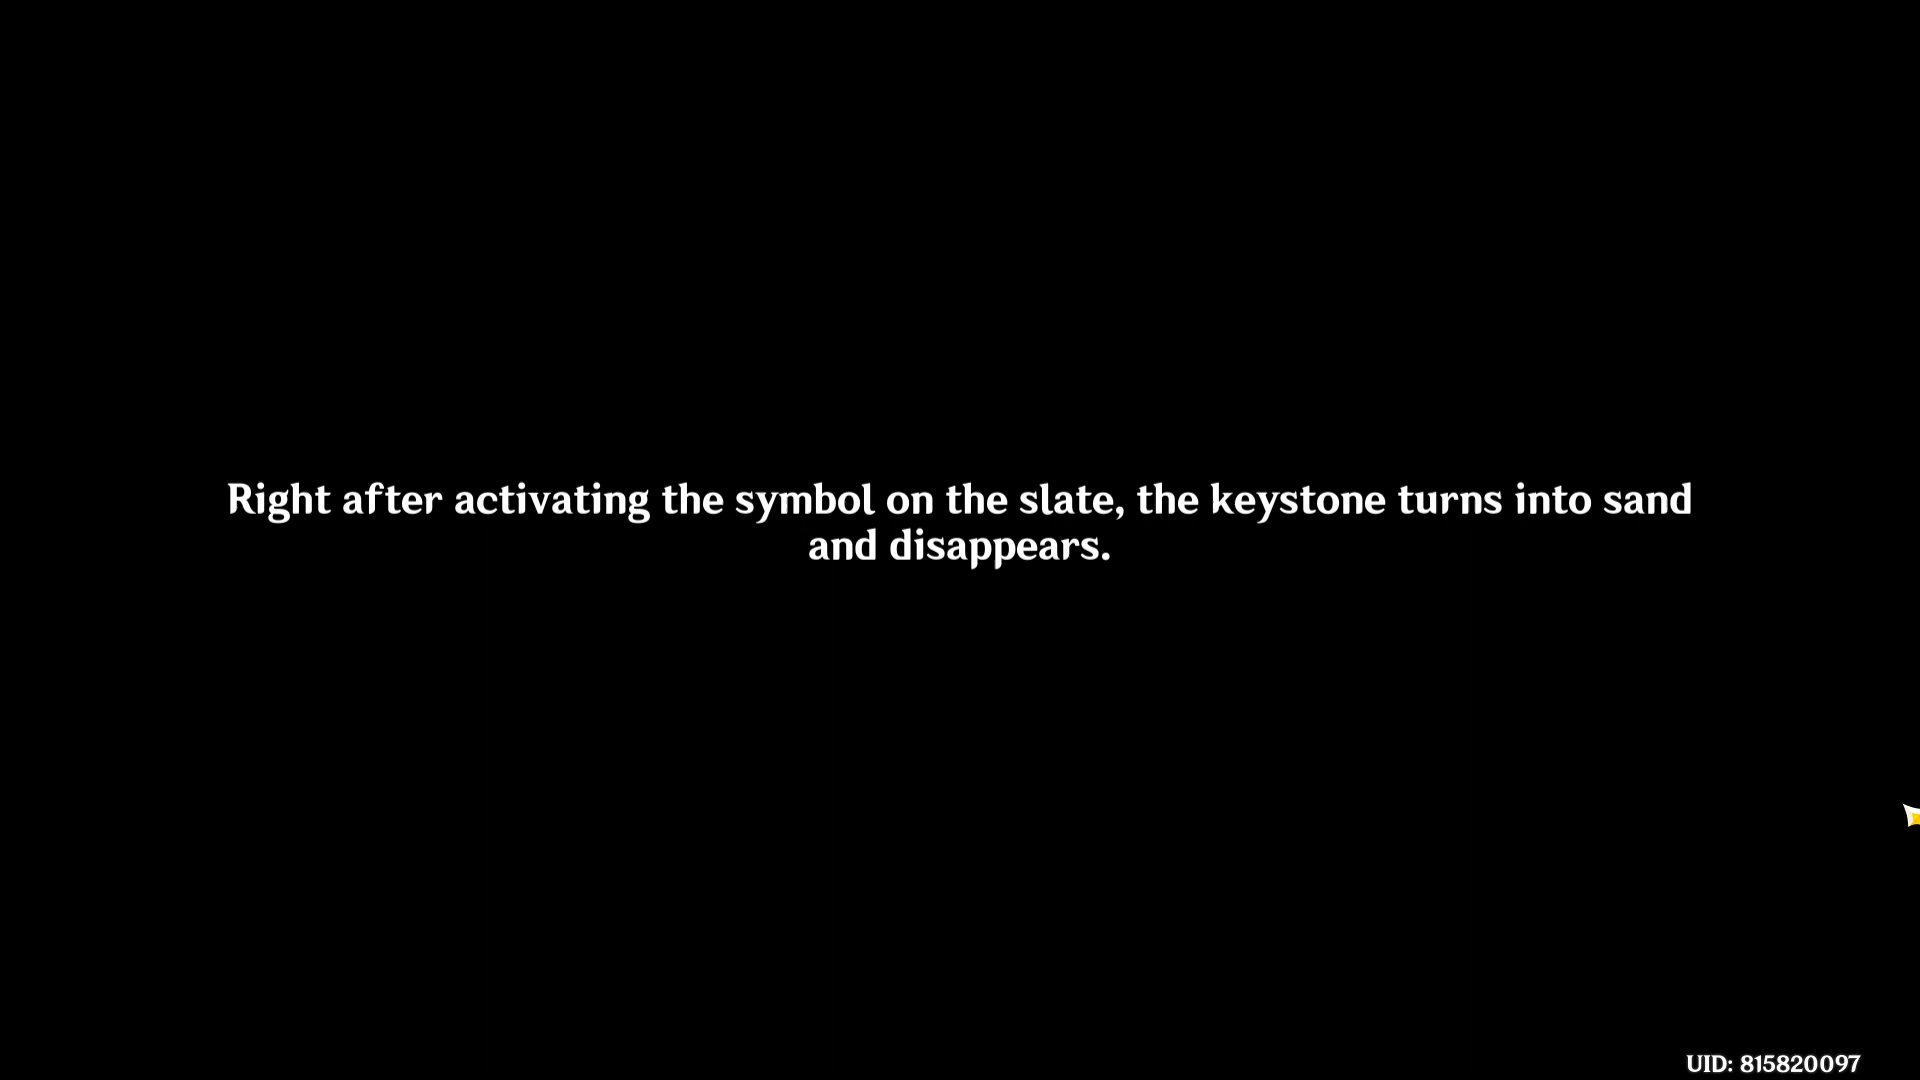 Right after activating the symbol on the slate, the keystone turns into sand
and disappears.
UID: 815820097